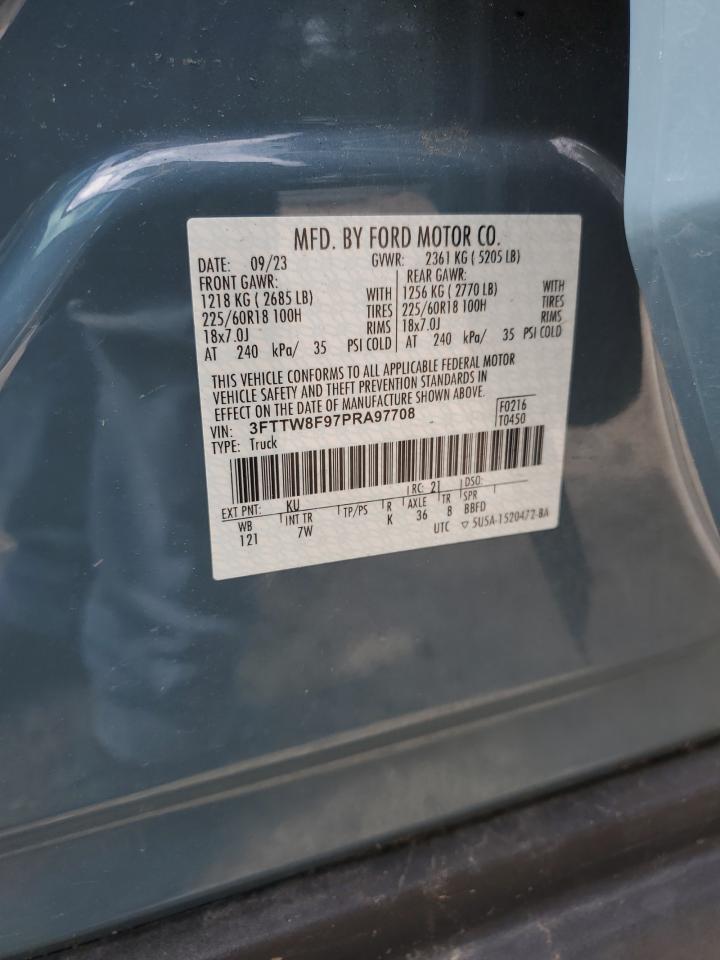 MFD. BY FORD MOTOR CO.
DATE: 09/23 GVWR: 2361 KG ( 5205 LB)
FRONT GAWR: REAR GAWR:
1218 KG ( 2685 LB) WITH 1256 KG ( 2770 LB) WITH
225/60R18 100H TIRES 225/60R18 100H TIRES
18x7.0J RIMS 18x7.0J RIMS
AT 240 kPa/ 35 PSI COLD AT 240 kPa/ 35 PSI COLD
THIS VEHICLE CONFORMS TO ALL APPLICABLE FEDERAL MOTOR
VEHICLE SAFETY AND THEFT PREVENTION STANDARDS IN
EFFECT ON THE DATE OF MANUFACTURE SHOWN ABOVE.
VIN: 3FTTW8F97PRA97708 F0216
TYPE: Truck T0450
EXT PNT: KU RC: 21 DSO:
WB INT TR TP/PS R AXLE TR SPR
121 7W K 36 8 BBFD
UTC ▽ 5U5A-1520472-BA